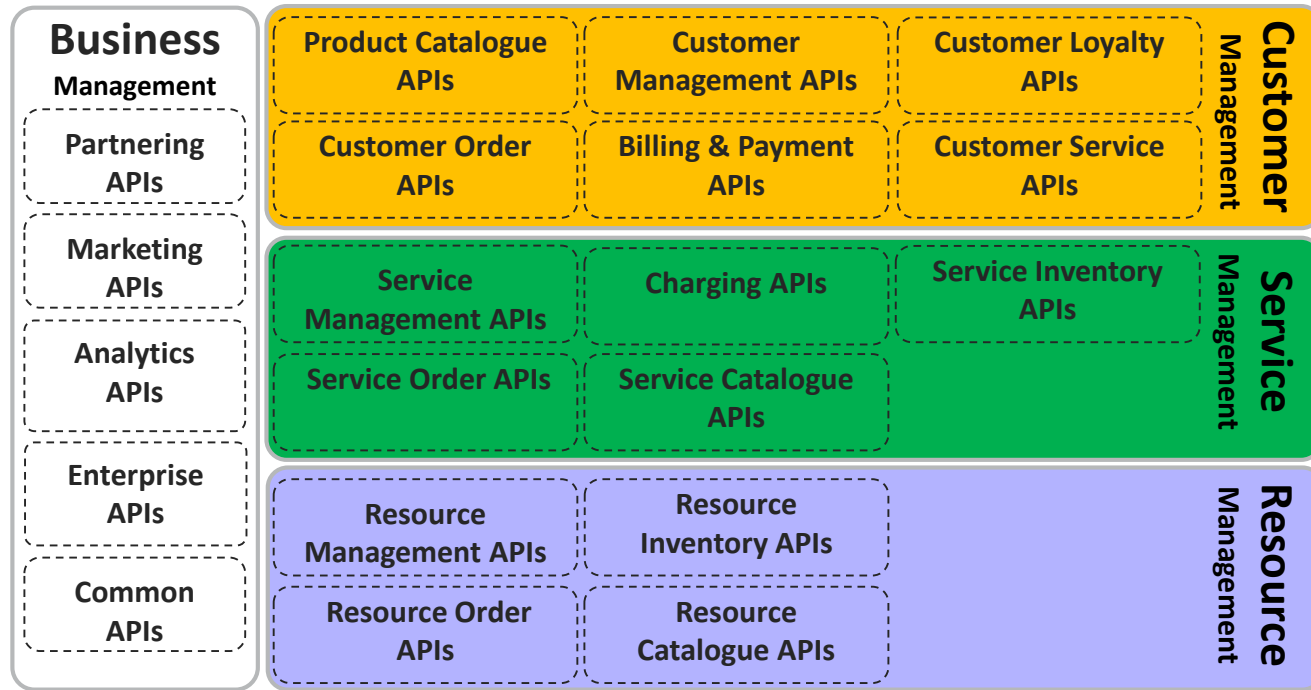 Business
Management
Partnering
APIs
Marketing
APIs
Analytics
APIs
Enterprise
APIs
Common
APIs
Product Catalogue
APIs
Customer
Management APIs
Customer Loyalty
APIs
Customer Order
APIs
Billing & Payment
APIs
Customer Service
APIs
Customer
Management
Service
Management APIs
Charging APIs
Service Inventory
APIs
Service Order APIs
Service Catalogue
APIs
Service
Management
Resource
Management APIs
Resource
Inventory APIs
Resource Order
APIs
Resource
Catalogue APIs
Resource
Management